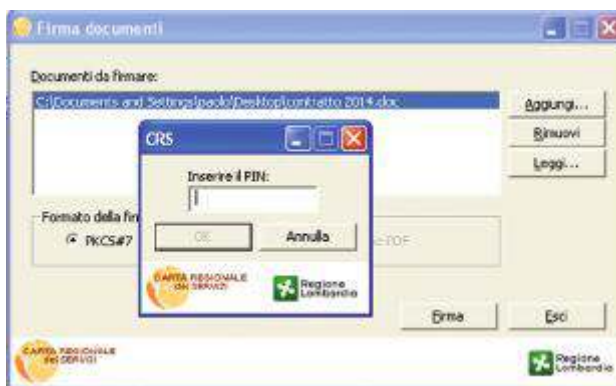 Firma documenti
Documenti da firmare:
C:\Documents and Settings\paolo\Desktop\contratto 2014.doc
Aggiungi...
Rimuovi
Leggi...
CRS
Inserire il PIN:
OK
Annulla
CARTA REGIONALE
dei SERVIZI
Regione
Lombardia
Formato della fir
PKCS#7
PDF
Firma
Esci
CARTA REGIONALE
dei SERVIZI
Regione
Lombardia